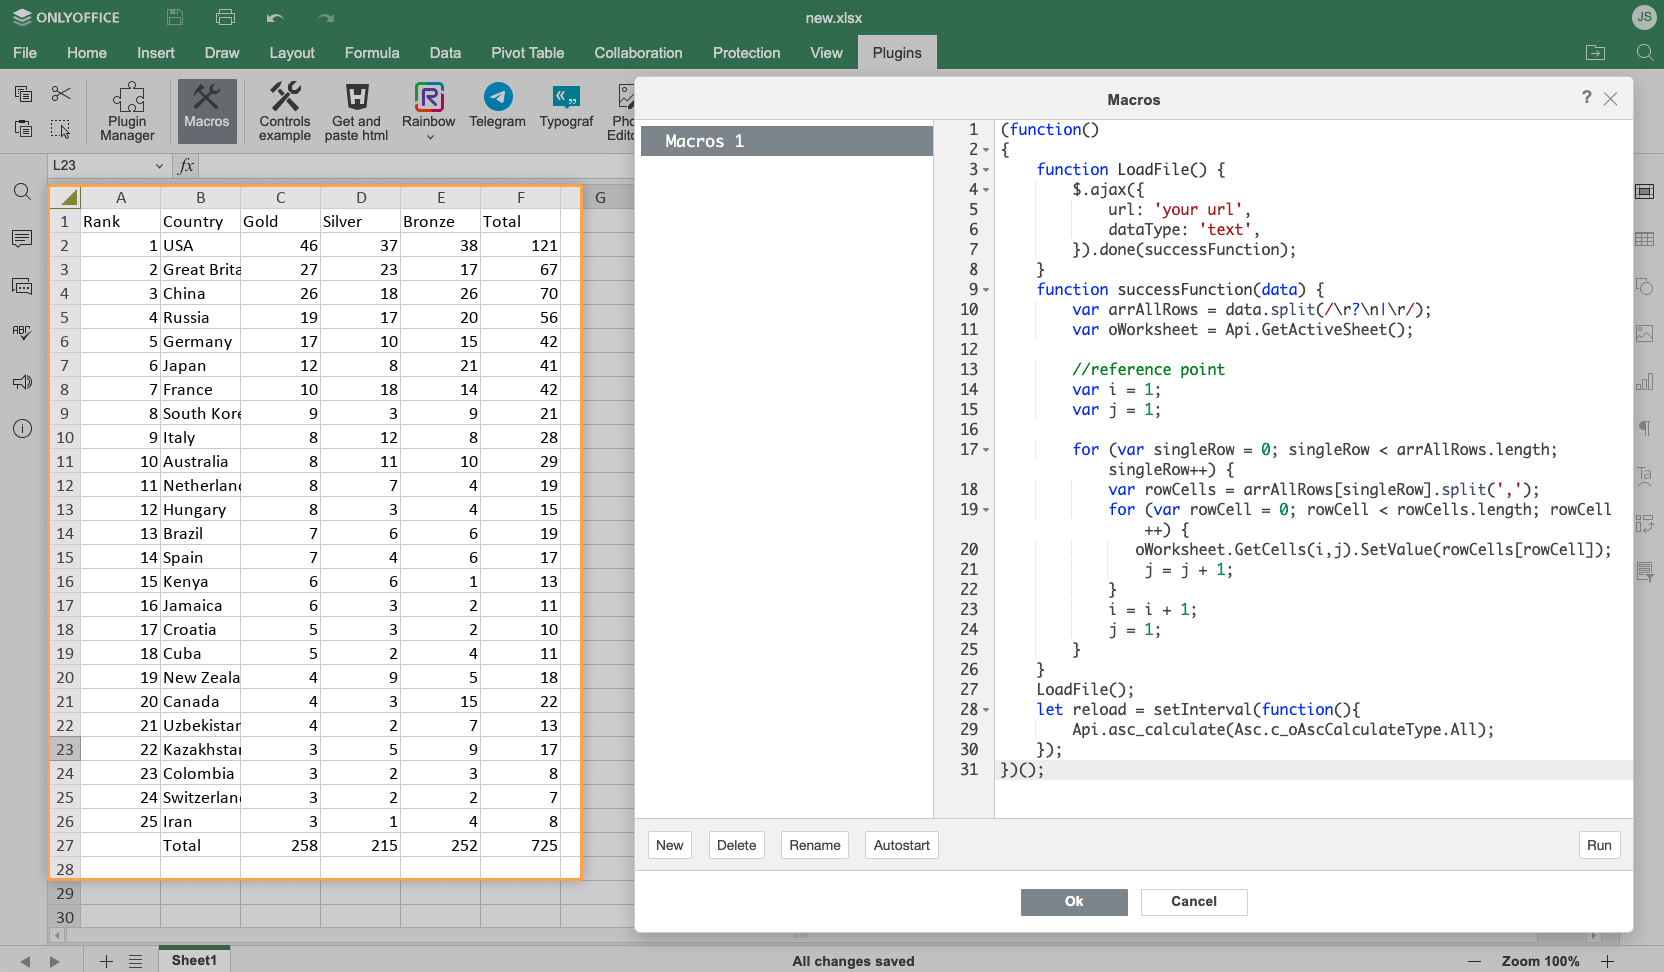 ONLYOFFICE
new.xlsx
JS
File Home Insert Draw Layout Formula Data Pivot Table Collaboration Protection View Plugins
Plugin Manager
Macros
Controls example
Get and paste html
Rainbow
Telegram
Typograf
L23
fx
A B C D E F G
1 Rank Country Gold Silver Bronze Total
2 1 USA 46 37 38 121
3 2 Great Brita 27 23 17 67
4 3 China 26 18 26 70
5 4 Russia 19 17 20 56
6 5 Germany 17 10 15 42
7 6 Japan 12 8 21 41
8 7 France 10 18 14 42
9 8 South Kore 9 3 9 21
10 9 Italy 8 12 8 28
11 10 Australia 8 11 10 29
12 11 Netherland 8 7 4 19
13 12 Hungary 8 3 4 15
14 13 Brazil 7 6 6 19
15 14 Spain 7 4 6 17
16 15 Kenya 6 6 1 13
17 16 Jamaica 6 3 2 11
18 17 Croatia 5 3 2 10
19 18 Cuba 5 2 4 11
20 19 New Zeala 4 9 5 18
21 20 Canada 4 3 15 22
22 21 Uzbekistan 4 2 7 13
23 22 Kazakhstan 3 5 9 17
24 23 Colombia 3 2 3 8
25 24 Switzerland 3 2 2 7
26 25 Iran 3 1 4 8
27 Total 258 215 252 725
28
29
30
Macros
?
Macros 1
1 (function()
2 {
3 function LoadFile() {
4 $.ajax({
5 url: 'your url',
6 dataType: 'text',
7 }).done(successFunction);
8 }
9 function successFunction(data) {
10 var arrAllRows = data.split(/\r?\n|\r/);
11 var oWorksheet = Api.GetActiveSheet();
12
13 //reference point
14 var i = 1;
15 var j = 1;
16
17 for (var singleRow = 0; singleRow < arrAllRows.length;
singleRow++) {
18 var rowCells = arrAllRows[singleRow].split(',');
19 for (var rowCell = 0; rowCell < rowCells.length; rowCell
++) {
20 oWorksheet.GetCells(i,j).SetValue(rowCells[rowCell]);
21 j = j + 1;
22 }
23 i = i + 1;
24 j = 1;
25 }
26 }
27 LoadFile();
28 let reload = setInterval(function(){
29 Api.asc_calculate(Asc.c_oAscCalculateType.All);
30 });
31 })();
New Delete Rename Autostart Run
Ok Cancel
Sheet1
All changes saved
Zoom 100%